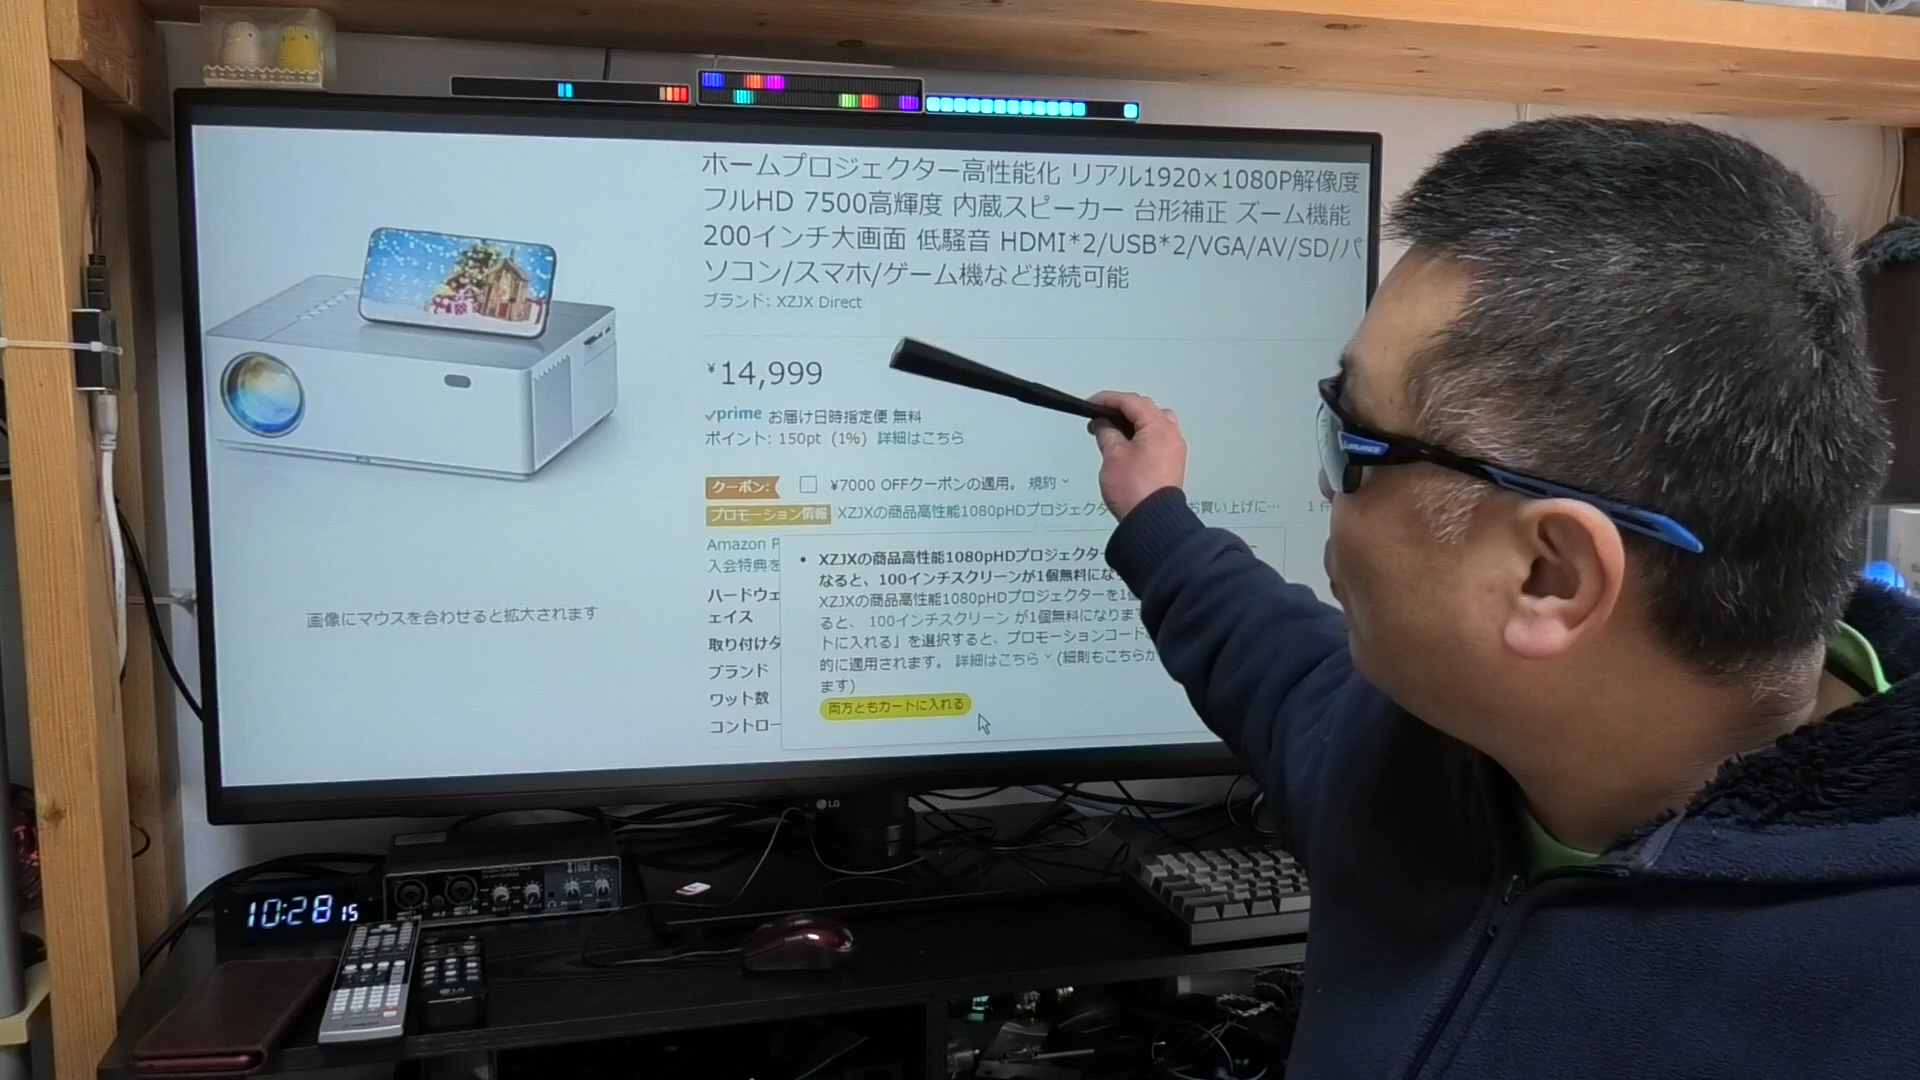 ホームプロジェクター高性能化 リアル1920×1080P解像度
フルHD 7500高輝度 内蔵スピーカー 台形補正 ズーム機能
200インチ大画面 低騒音 HDMI*2/USB*2/VGA/AV/SD/パ
ソコン/スマホ/ゲーム機など接続可能
ブランド: XZJX Direct
¥14,999
prime お届け日時指定便 無料
ポイント: 150pt (1%) 詳細はこちら
クーポン: ¥7000 OFFクーポンの適用。 規約
プロモーション情報 XZJXの商品高性能1080pHDプロジェクタ お買い上げに… 1 件
Amazon P
入会特典を
• XZJXの商品高性能1080pHDプロジェクター
なると、100インチスクリーンが1個無料にな
XZJXの商品高性能1080pHDプロジェクターを1個
ると、 100インチスクリーン が1個無料になりま
トに入れる」を選択すると、プロモーションコード
的に適用されます。 詳細はこちら (細則もこちらか
ます)
両方ともカートに入れる
ハードウェ
ェイス
取り付けタ
ブランド
ワット数
コントロー
画像にマウスを合わせると拡大されます
LG
10:28 15